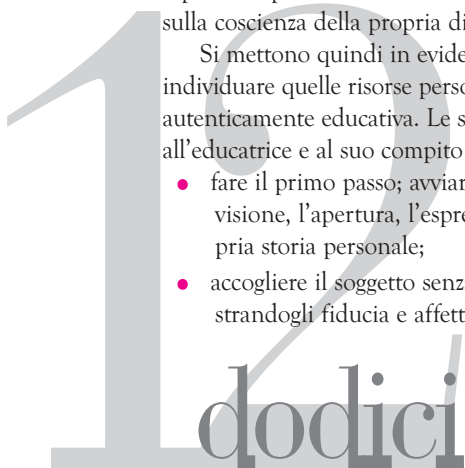 sulla coscienza della propria di
Si mettono quindi in evide
individuare quelle risorse perso
autenticamente educativa. Le s
all'educatrice e al suo compito
• fare il primo passo; avviar
visione, l'apertura, l'espre
pria storia personale;
• accogliere il soggetto senz
strandogli fiducia e affett
12
dodici